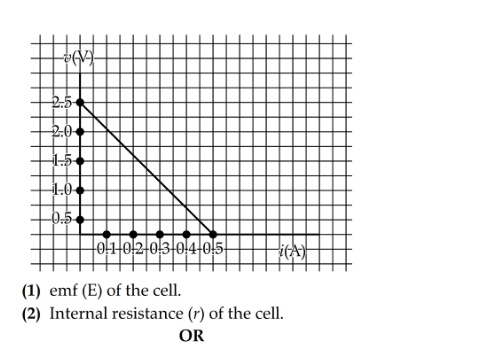 v(V)
2.5
2.0
1.5
1.0
0.5
0.1 0.2 0.3 0.4 0.5
i(A)
(1) emf (E) of the cell.
(2) Internal resistance (r) of the cell.
OR